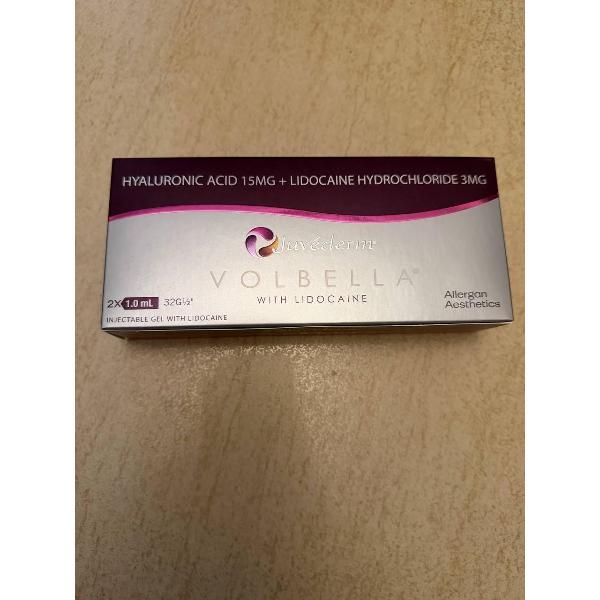 HYALURONIC ACID 15MG + LIDOCAINE HYDROCHLORIDE 3MG
Juvéderm
VOLBELLA®
WITH LIDOCAINE
2X 1.0 mL 32G½"
INJECTABLE GEL WITH LIDOCAINE
Allergan
Aesthetics